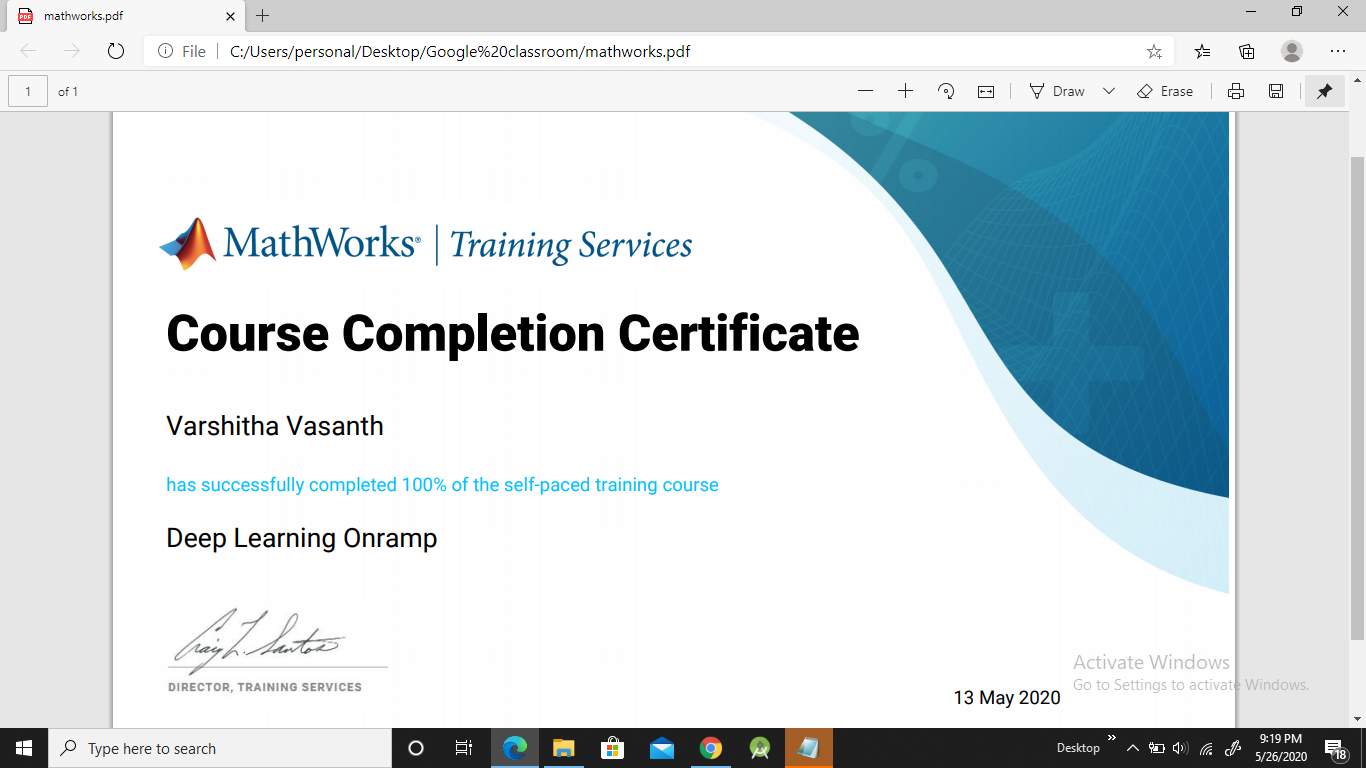 mathworks.pdf
File C:/Users/personal/Desktop/Google%20classroom/mathworks.pdf
1 of 1 Draw Erase
%
MathWorks® | Training Services
Course Completion Certificate
Varshitha Vasanth
has successfully completed 100% of the self-paced training course
Deep Learning Onramp
Craig L. Santos
DIRECTOR, TRAINING SERVICES
13 May 2020
Activate Windows
Go to Settings to activate Windows.
Type here to search
Desktop
9:19 PM
5/26/2020
18